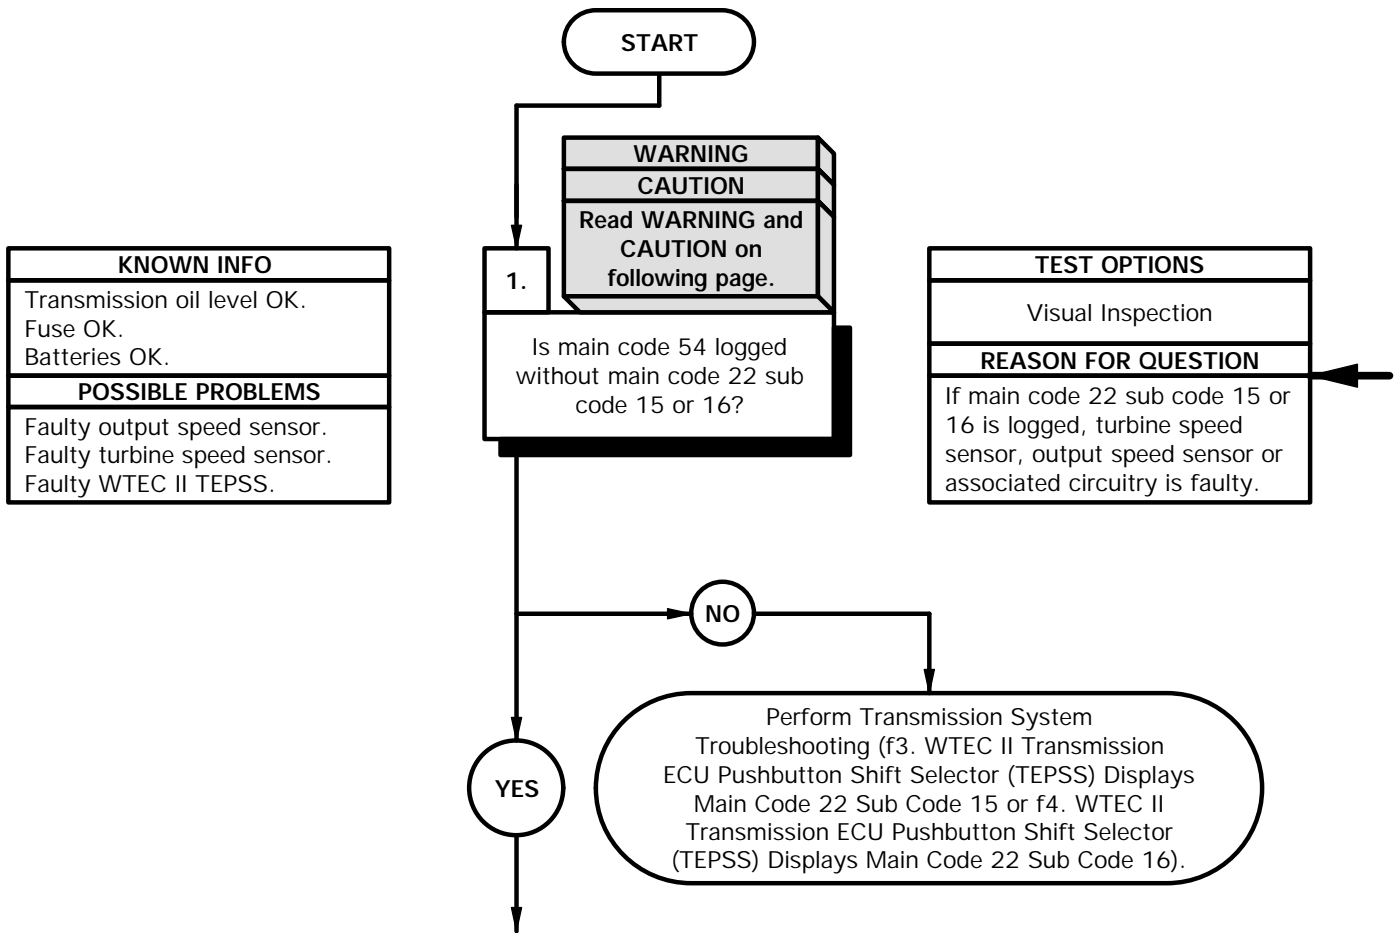 START
WARNING
CAUTION
Read WARNING and
CAUTION on
following page.
KNOWN INFO
Transmission oil level OK.
Fuse OK.
Batteries OK.
POSSIBLE PROBLEMS
Faulty output speed sensor.
Faulty turbine speed sensor.
Faulty WTEC II TEPSS.
1.
Is main code 54 logged
without main code 22 sub
code 15 or 16?
TEST OPTIONS
Visual Inspection
REASON FOR QUESTION
If main code 22 sub code 15 or
16 is logged, turbine speed
sensor, output speed sensor or
associated circuitry is faulty.
NO
YES
Perform Transmission System
Troubleshooting (f3. WTEC II Transmission
ECU Pushbutton Shift Selector (TEPSS) Displays
Main Code 22 Sub Code 15 or f4. WTEC II
Transmission ECU Pushbutton Shift Selector
(TEPSS) Displays Main Code 22 Sub Code 16).